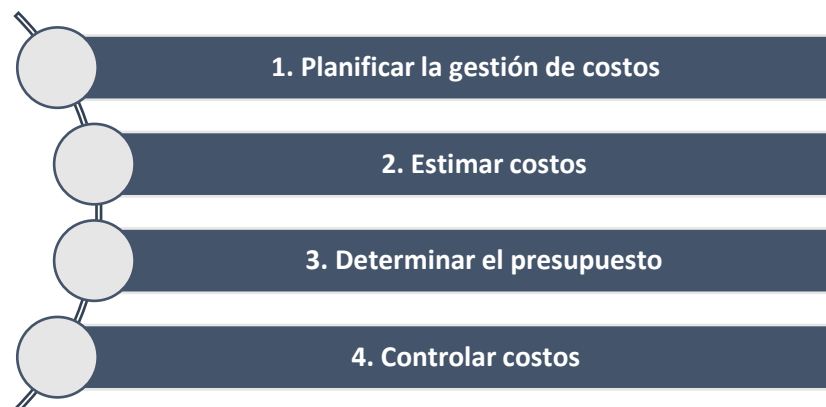 1. Planificar la gestión de costos
2. Estimar costos
3. Determinar el presupuesto
4. Controlar costos